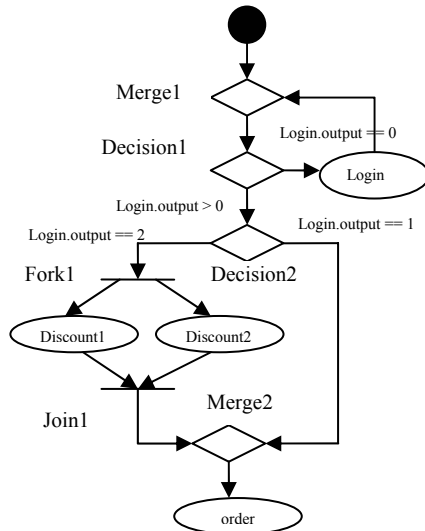 Merge1
Login.output == 0
Decision1
Login
Login.output > 0
Login.output == 1
Login.output == 2
Fork1
Decision2
Discount1
Discount2
Merge2
Join1
order